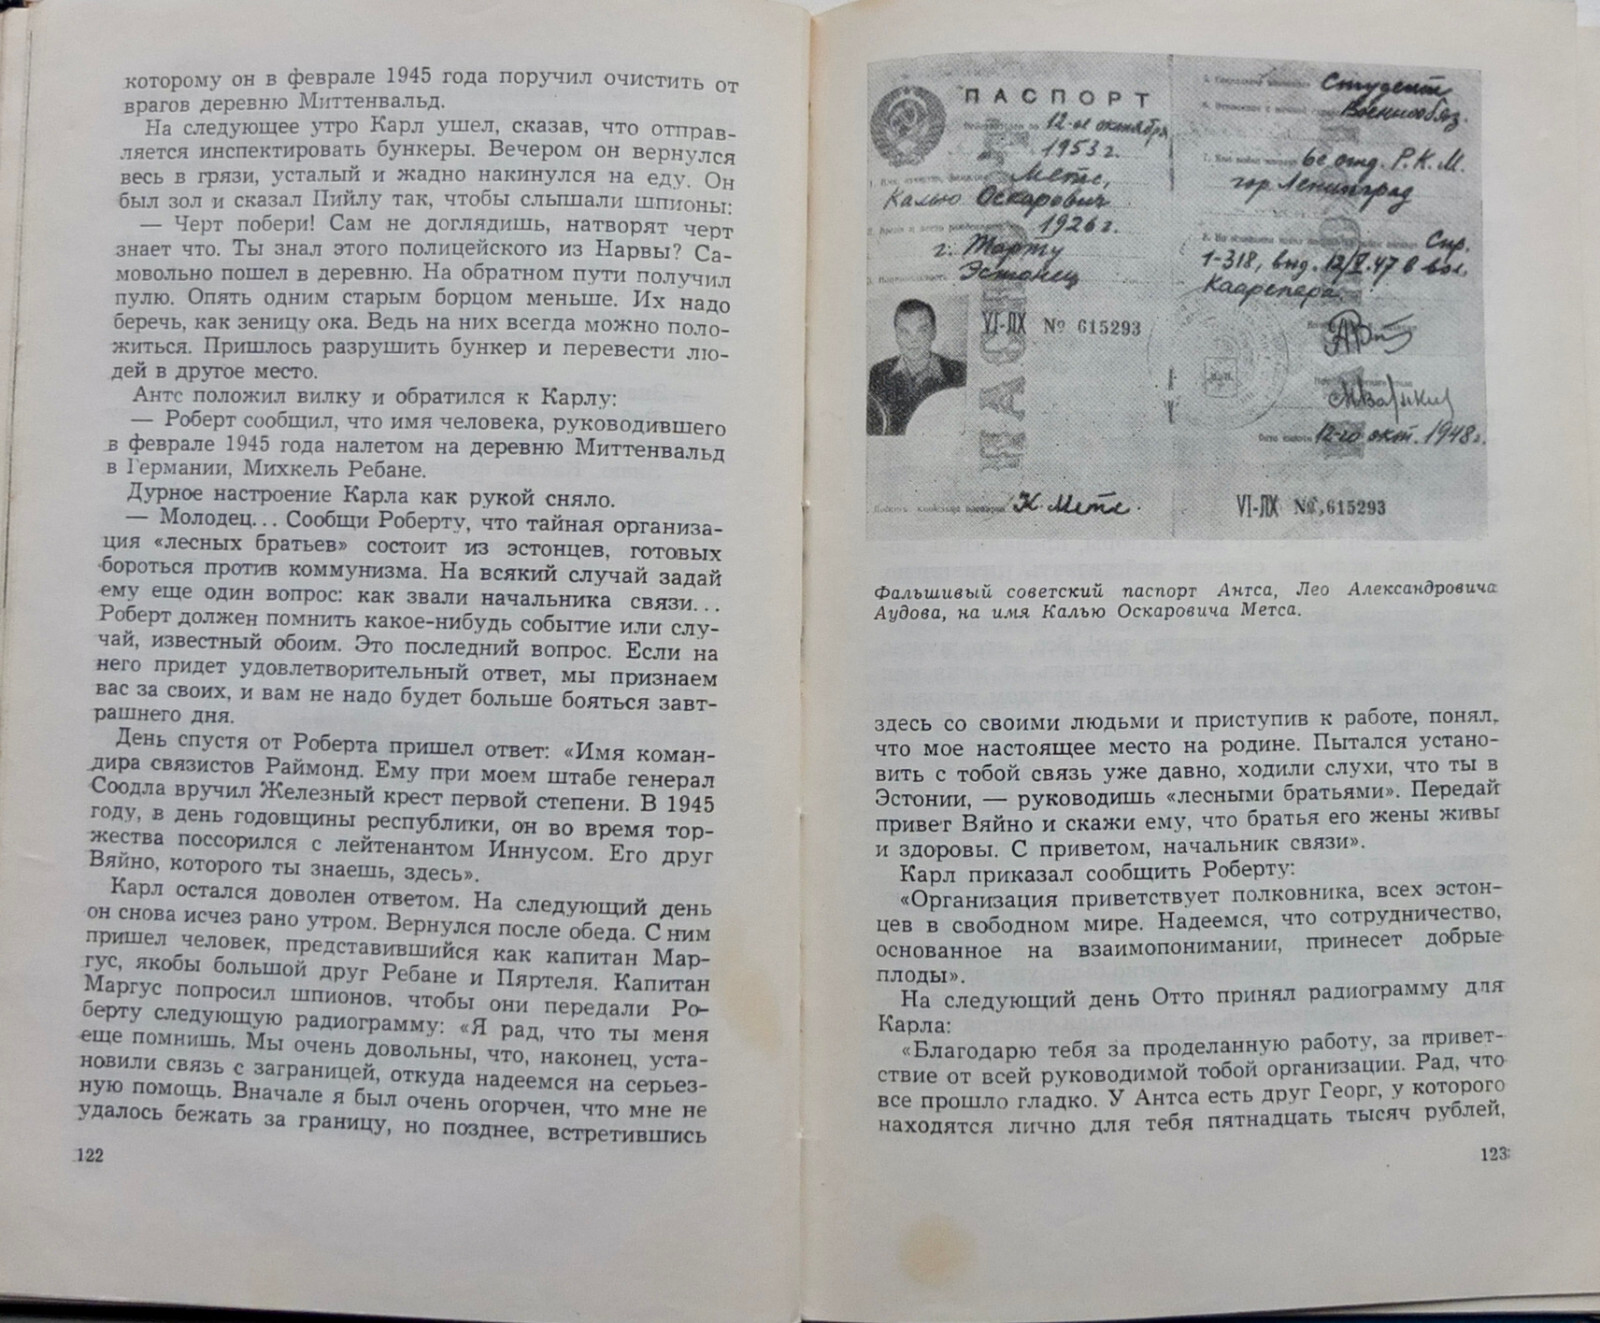 которому он в феврале 1945 года поручил очистить от
врагов деревню Миттенвальд.
На следующее утро Карл ушел, сказав, что отправ-
ляется инспектировать бункеры. Вечером он вернулся
весь в грязи, усталый и жадно накинулся на еду. Он
был зол и сказал Пийлу так, чтобы слышали шпионы:
— Черт побери! Сам не доглядишь, натворят черт
знает что. Ты знал этого полицейского из Нарвы? Са-
мовольно пошел в деревню. На обратном пути получил
пулю. Опять одним старым борцом меньше. Их надо
беречь, как зеницу ока. Ведь на них всегда можно поло-
житься. Пришлось разрушить бункер и перевести лю-
дей в другое место.
Антс положил вилку и обратился к Карлу:
— Роберт сообщил, что имя человека, руководившего
в феврале 1945 года налетом на деревню Миттенвальд
в Германии, Михкель Ребане.
Дурное настроение Карла как рукой сняло.
— Молодец... Сообщи Роберту, что тайная организа-
ция «лесных братьев» состоит из эстонцев, готовых
бороться против коммунизма. На всякий случай задай
ему еще один вопрос: как звали начальника связи...
Роберт должен помнить какое-нибудь событие или слу-
чай, известный обоим. Это последний вопрос. Если на
него придет удовлетворительный ответ, мы признаем
вас за своих, и вам не надо будет больше бояться завт-
рашнего дня.
День спустя от Роберта пришел ответ: «Имя коман-
дира связистов Раймонд. Ему при моем штабе генерал
Соодла вручил Железный крест первой степени. В 1945
году, в день годовщины республики, он во время тор-
жества поссорился с лейтенантом Иннусом. Его друг
Вяйно, которого ты знаешь, здесь».
Карл остался доволен ответом. На следующий день
он снова исчез рано утром. Вернулся после обеда. С ним
пришел человек, представившийся как капитан Мар-
гус, якобы большой друг Ребане и Пяртеля. Капитан
Маргус попросил шпионов, чтобы они передали Ро-
берту следующую радиограмму: «Я рад, что ты меня
еще помнишь. Мы очень довольны, что, наконец, уста-
новили связь с заграницей, откуда надеемся на серьез-
ную помощь. Вначале я был очень огорчен, что мне не
удалось бежать за границу, но позднее, встретившись
122
ПАСПОРТ
12-ое октября
1953 г.
Метс,
Калью Оскарович
1926 г.
г. Тарту
Эстонец
VI-ЛХ № 615293
К. Метс.
Студент
Военнообяз.
6е отд. Р.К.М.
гор. Ленинград
Спр.
1-318, выд. 12/V.47 в вол.
Каарепере.
12-го окт. 1948 г.
VI-ЛХ № 615293
Фальшивый советский паспорт Антса, Лео Александровича
Аудова, на имя Калью Оскаровича Метса.
здесь со своими людьми и приступив к работе, понял,
что мое настоящее место на родине. Пытался устано-
вить с тобой связь уже давно, ходили слухи, что ты в
Эстонии, — руководишь «лесными братьями». Передай
привет Вяйно и скажи ему, что братья его жены живы
и здоровы. С приветом, начальник связи».
Карл приказал сообщить Роберту:
«Организация приветствует полковника, всех эстон-
цев в свободном мире. Надеемся, что сотрудничество,
основанное на взаимопонимании, принесет добрые
плоды».
На следующий день Отто принял радиограмму для
Карла:
«Благодарю тебя за проделанную работу, за привет-
ствие от всей руководимой тобой организации. Рад, что
все прошло гладко. У Антса есть друг Георг, у которого
находятся лично для тебя пятнадцать тысяч рублей,
123